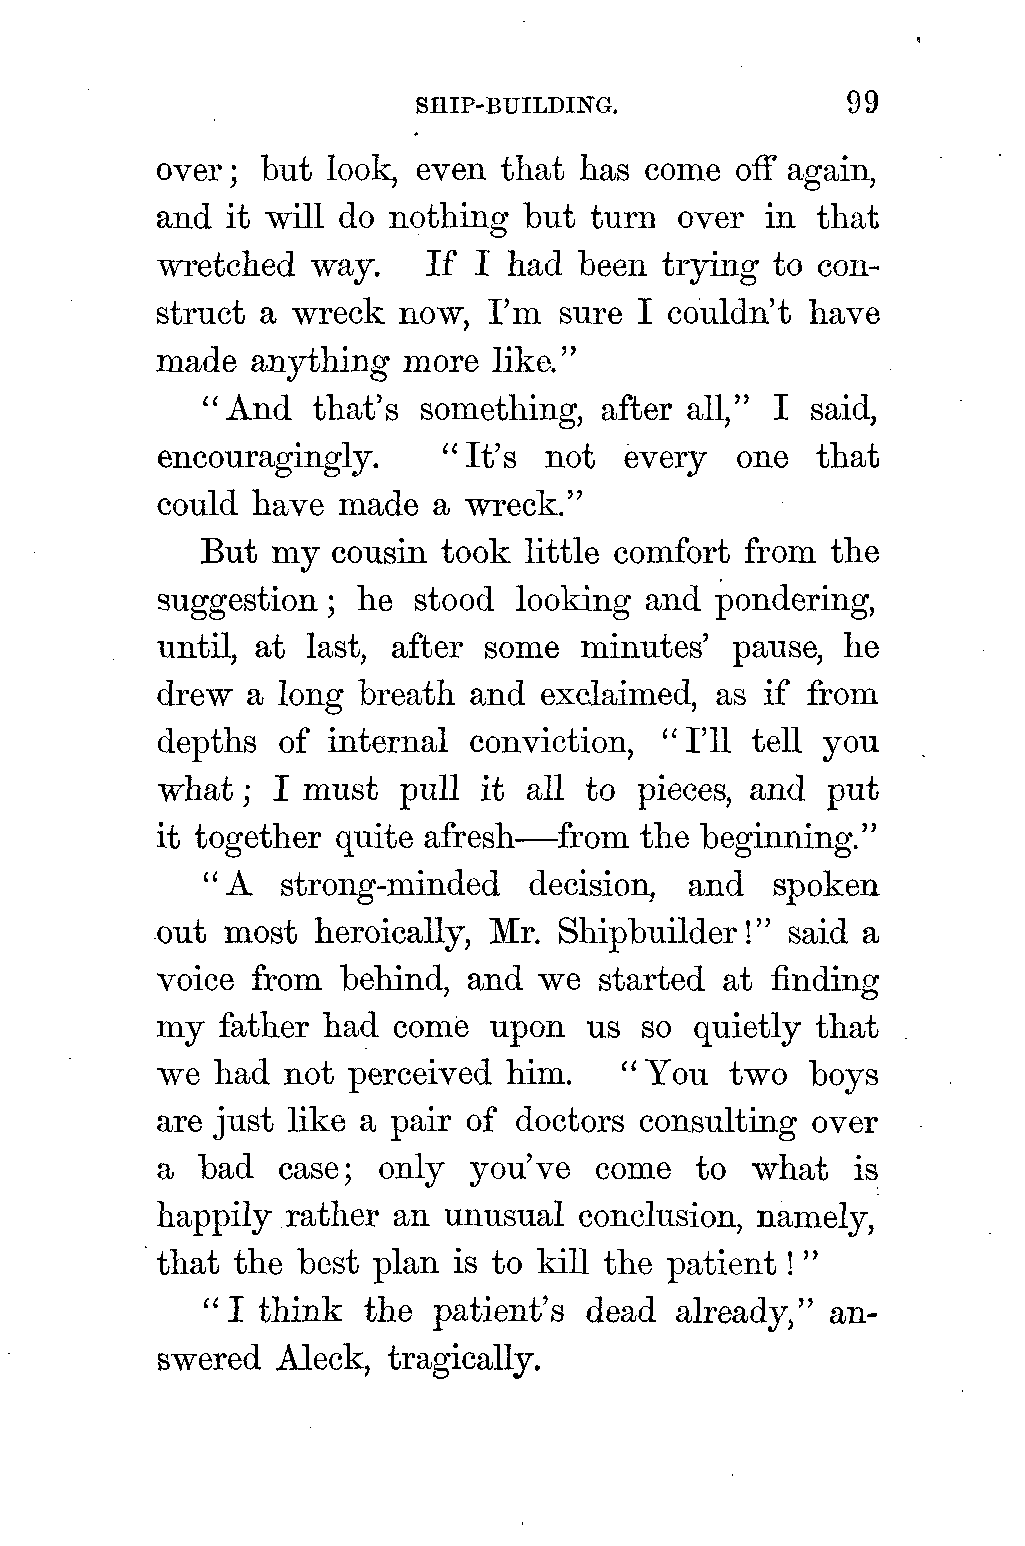 SHIP-BUILDING. 99
over; but look, even that has come off again,
and it will do nothing but turn over in that
wretched way. If I had been trying to con-
struct a wreck now, I'm sure I couldn't have
made anything more like."
"And that's something, after all," I said,
encouragingly. "It's not every one that
could have made a wreck."
But my cousin took little comfort from the
suggestion; he stood looking and pondering,
until, at last, after some minutes' pause, he
drew a long breath and exclaimed, as if from
depths of internal conviction, "I'll tell you
what; I must pull it all to pieces, and put
it together quite afresh—from the beginning."
"A strong-minded decision, and spoken
out most heroically, Mr. Shipbuilder!" said a
voice from behind, and we started at finding
my father had come upon us so quietly that
we had not perceived him. "You two boys
are just like a pair of doctors consulting over
a bad case; only you've come to what is
happily rather an unusual conclusion, namely,
that the best plan is to kill the patient!"
"I think the patient's dead already," an-
swered Aleck, tragically.